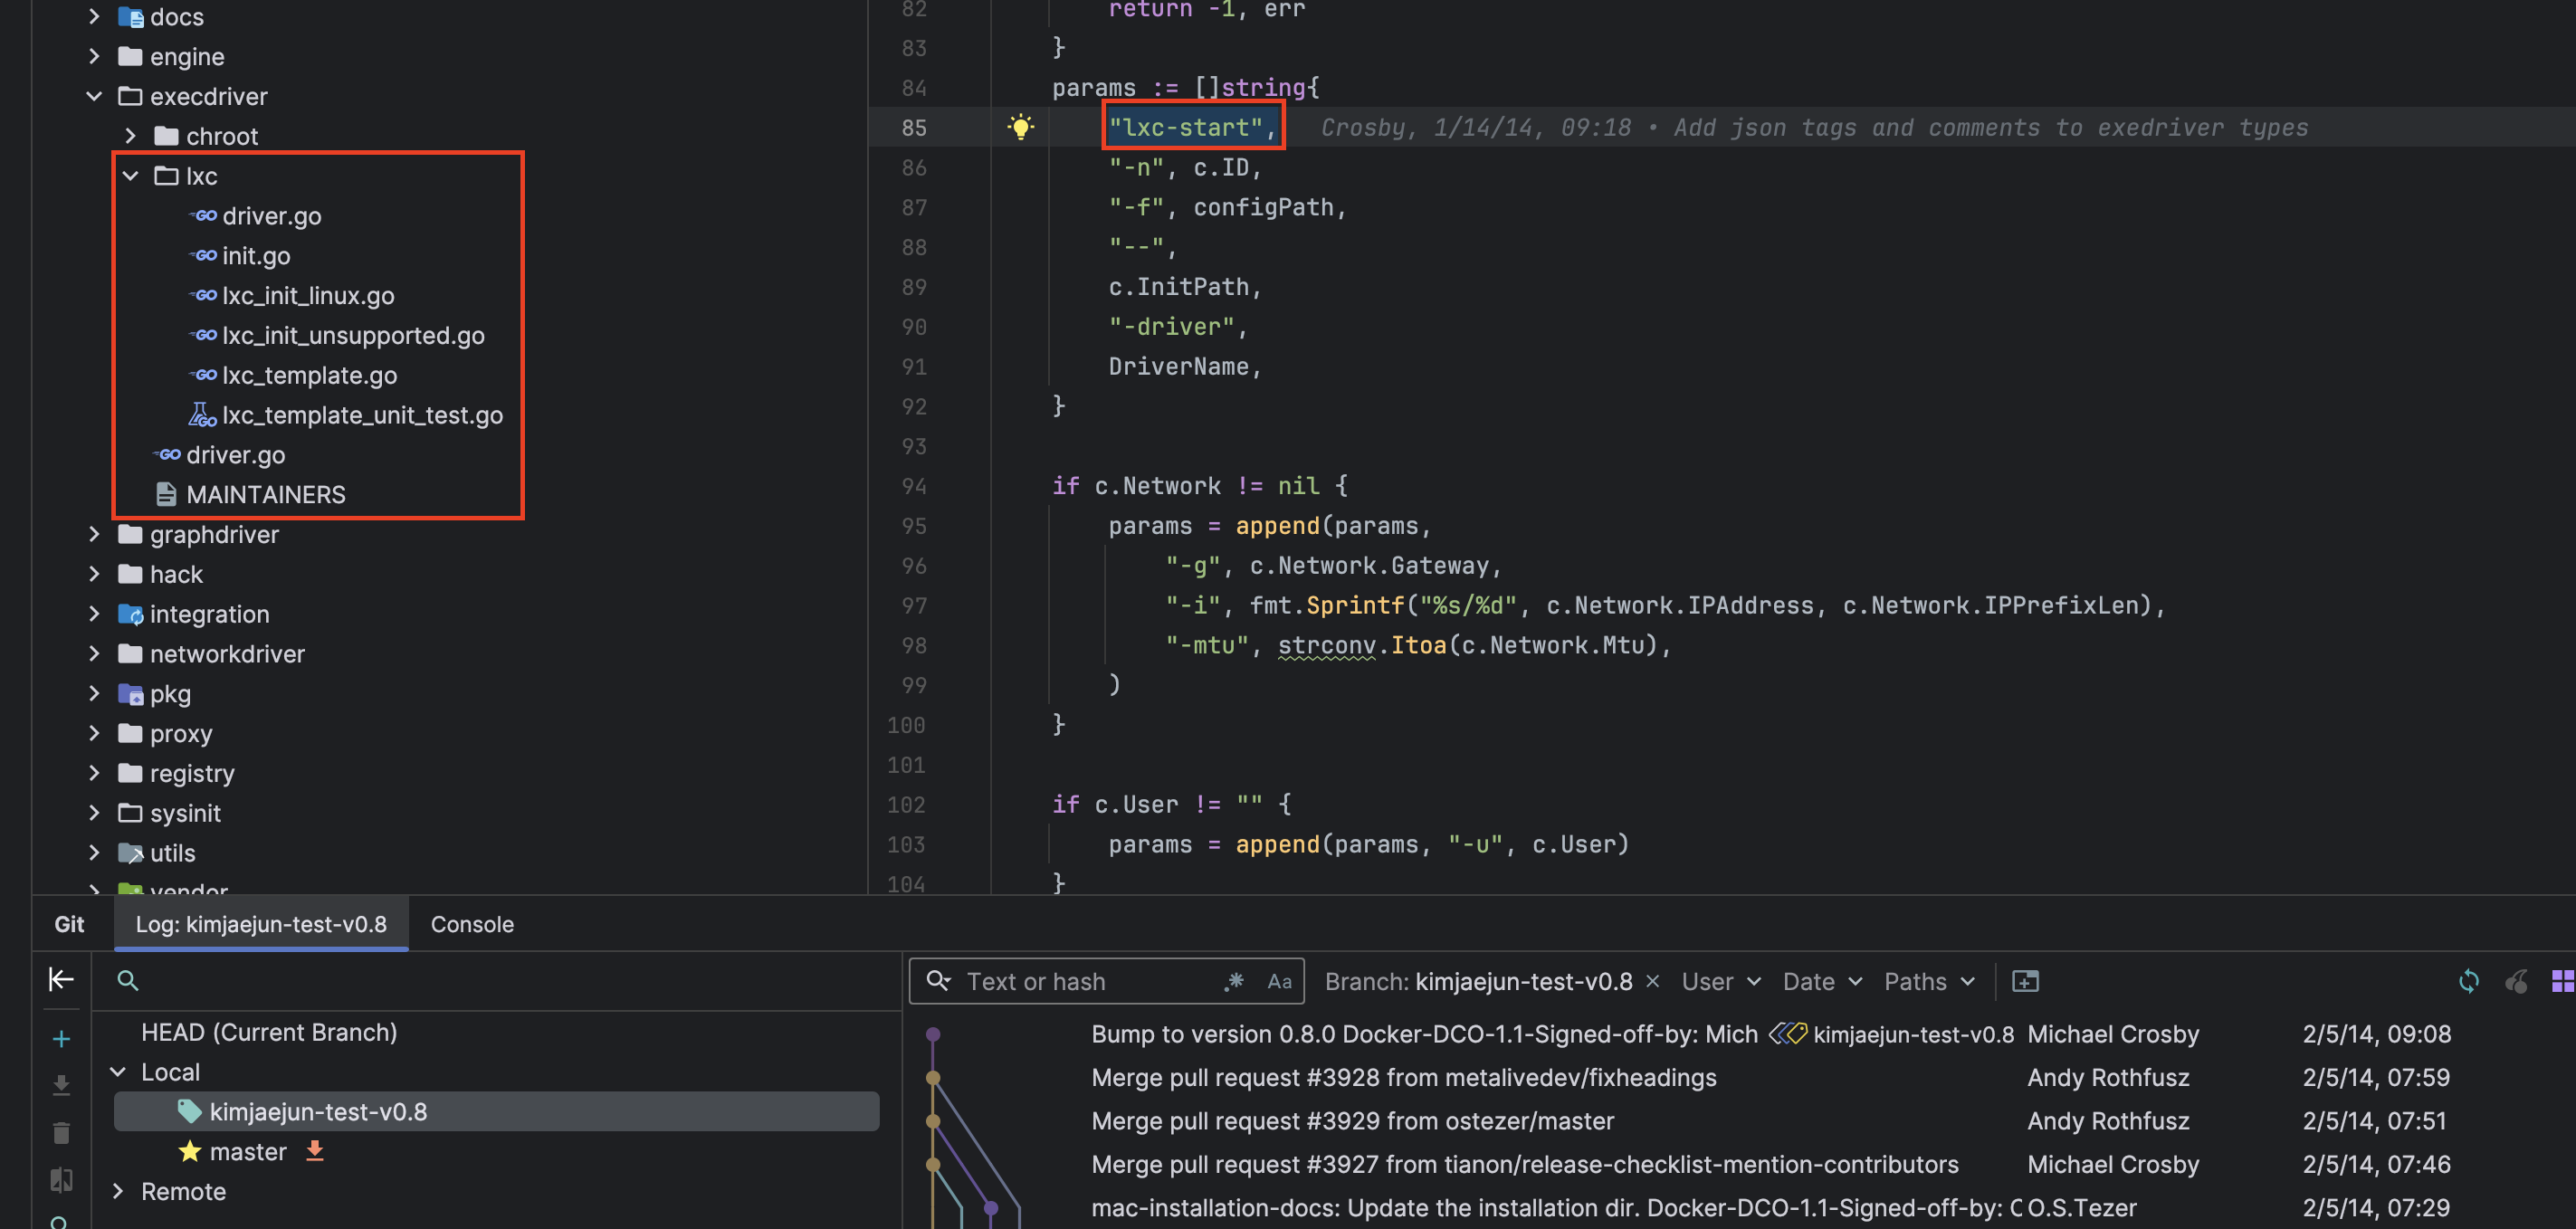 docs
engine
execdriver
chroot
lxc
driver.go
init.go
lxc_init_linux.go
lxc_init_unsupported.go
lxc_template.go
lxc_template_unit_test.go
driver.go
MAINTAINERS
graphdriver
hack
integration
networkdriver
pkg
proxy
registry
sysinit
utils
vendor
82 return -1, err
83 }
84 params := []string{
85 "lxc-start", Crosby, 1/14/14, 09:18 • Add json tags and comments to exedriver types
86 "-n", c.ID,
87 "-f", configPath,
88 "--",
89 c.InitPath,
90 "-driver",
91 DriverName,
92 }
93
94 if c.Network != nil {
95 params = append(params,
96 "-g", c.Network.Gateway,
97 "-i", fmt.Sprintf("%s/%d", c.Network.IPAddress, c.Network.IPPrefixLen),
98 "-mtu", strconv.Itoa(c.Network.Mtu),
99 )
100 }
101
102 if c.User != "" {
103 params = append(params, "-u", c.User)
104 }
Git Log: kimjaejun-test-v0.8 Console
HEAD (Current Branch)
Local
kimjaejun-test-v0.8
master
Remote
Text or hash .* Aa Branch: kimjaejun-test-v0.8 × User Date Paths
Bump to version 0.8.0 Docker-DCO-1.1-Signed-off-by: Mich kimjaejun-test-v0.8 Michael Crosby 2/5/14, 09:08
Merge pull request #3928 from metalivedev/fixheadings Andy Rothfusz 2/5/14, 07:59
Merge pull request #3929 from ostezer/master Andy Rothfusz 2/5/14, 07:51
Merge pull request #3927 from tianon/release-checklist-mention-contributors Michael Crosby 2/5/14, 07:46
mac-installation-docs: Update the installation dir. Docker-DCO-1.1-Signed-off-by: C O.S.Tezer 2/5/14, 07:29